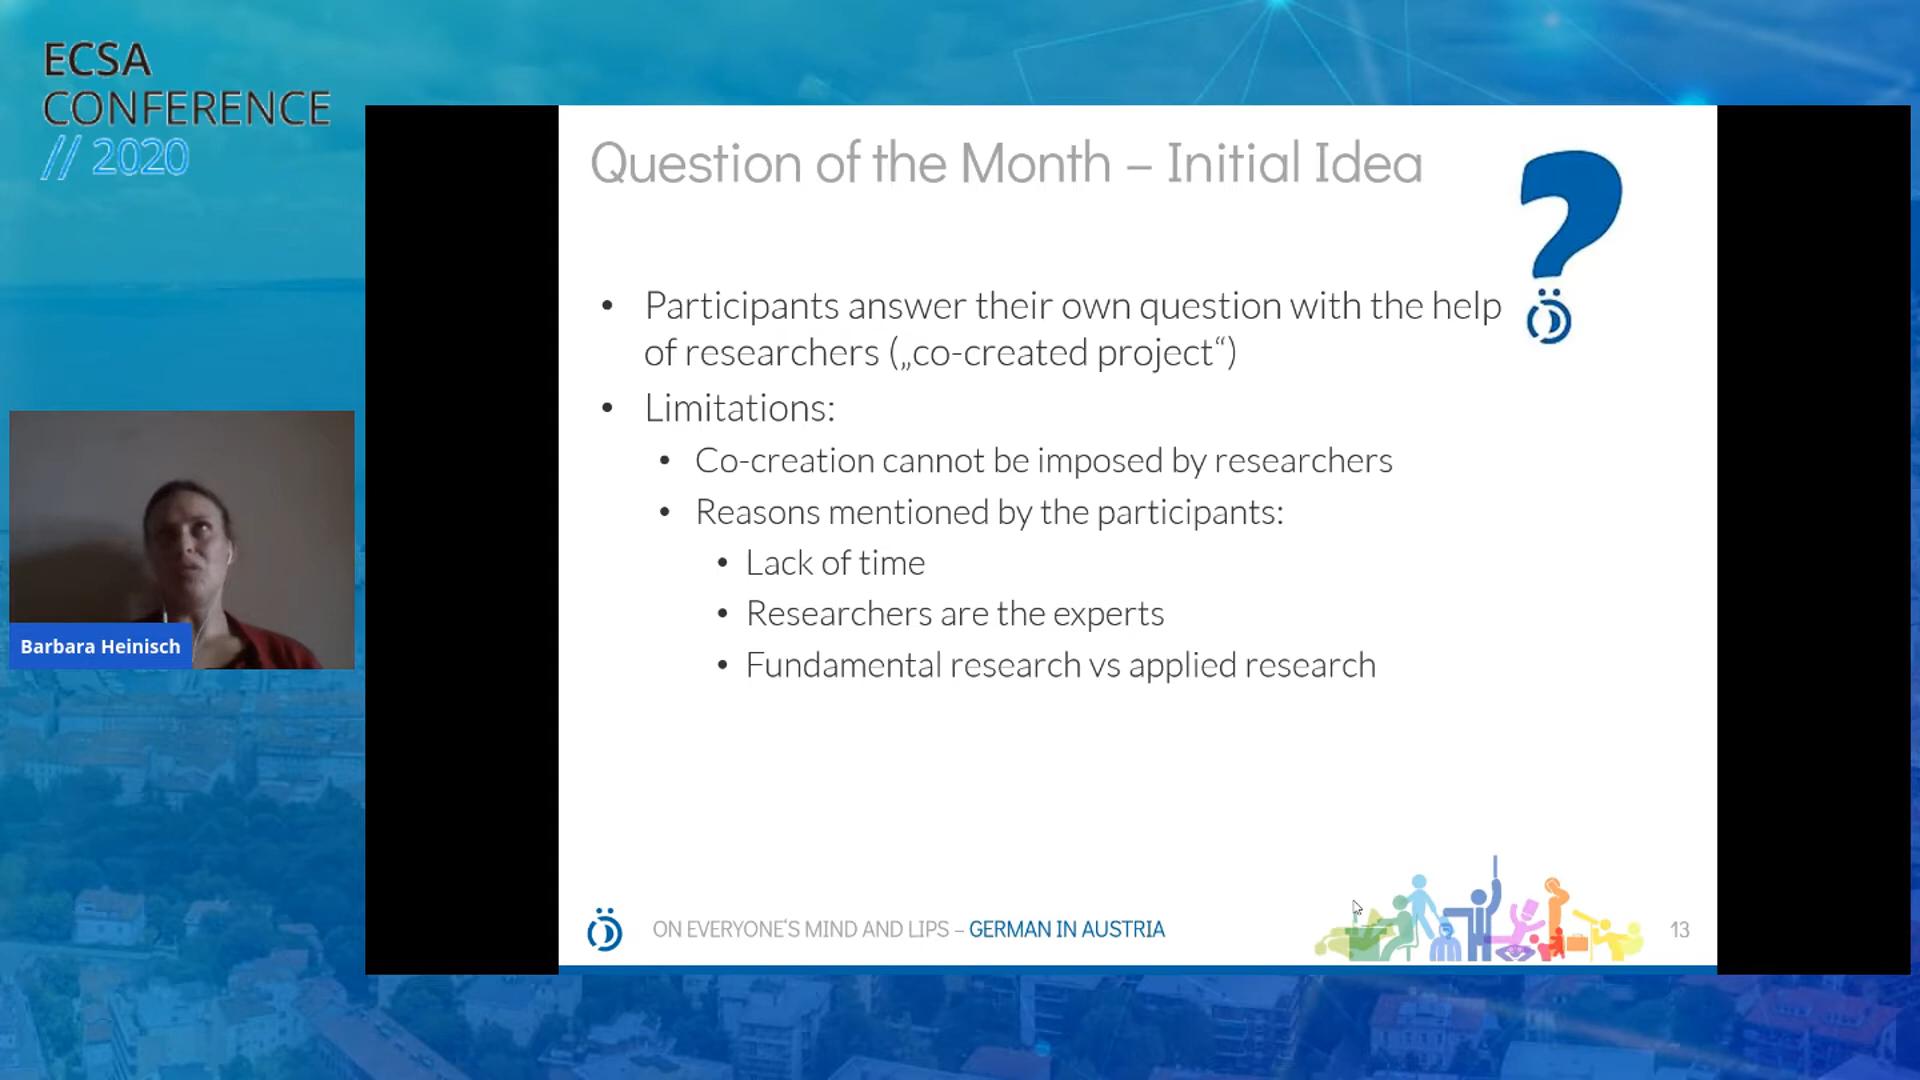 ECSA
CONFERENCE
// 2020
Question of the Month – Initial Idea
?
• Participants answer their own question with the help
of researchers („co-created project“)
• Limitations:
• Co-creation cannot be imposed by researchers
• Reasons mentioned by the participants:
• Lack of time
• Researchers are the experts
• Fundamental research vs applied research
Barbara Heinisch
ON EVERYONE'S MIND AND LIPS – GERMAN IN AUSTRIA
13